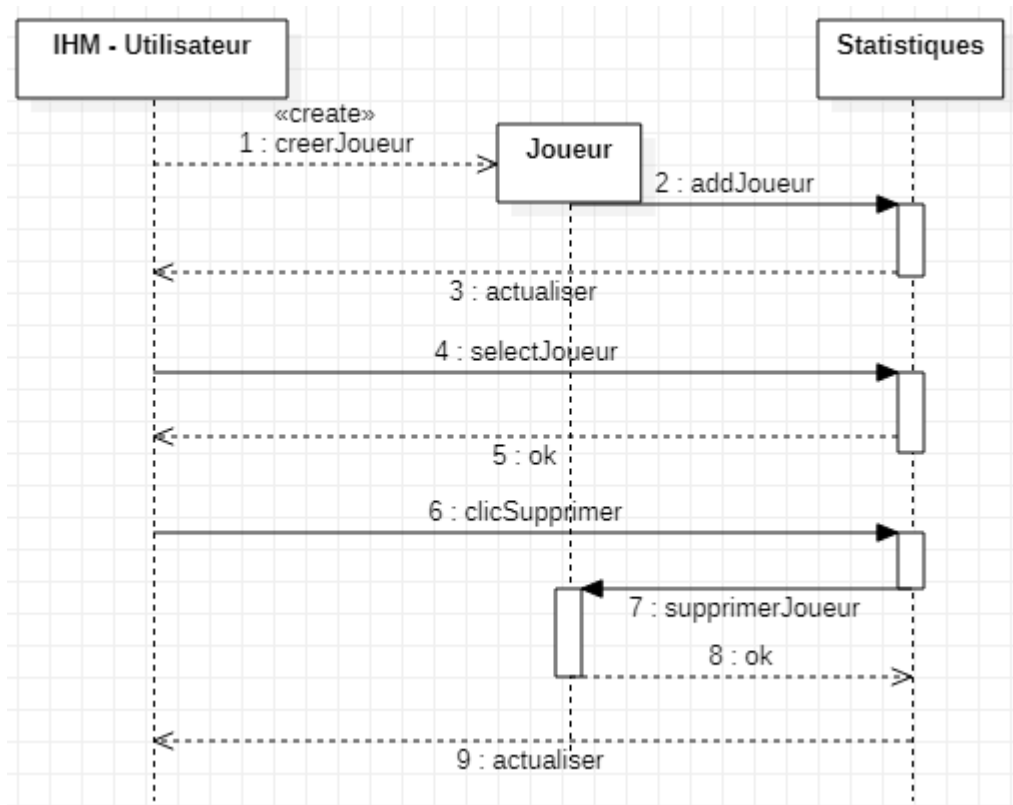 IHM - Utilisateur
Statistiques
«create»
1 : creerJoueur
Joueur
2 : addJoueur
3 : actualiser
4 : selectJoueur
5 : ok
6 : clicSupprimer
7 : supprimerJoueur
8 : ok
9 : actualiser